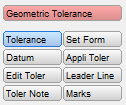 Geometric Tolerance
Tolerance Set Form
Datum Appli Toler
Edit Toler Leader Line
Toler Note Marks